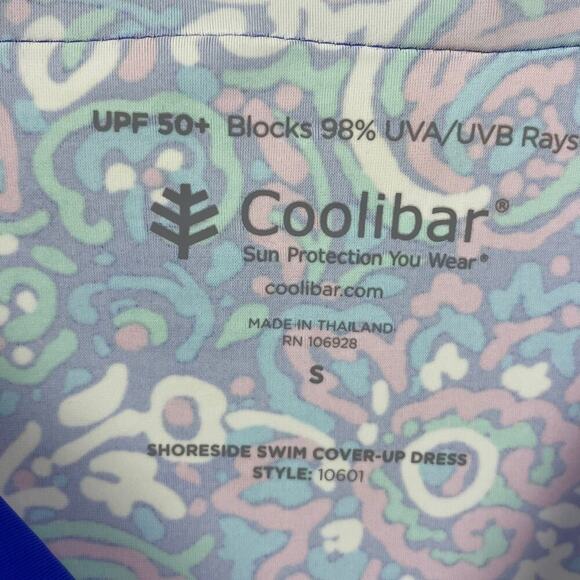 UPF 50+ Blocks 98% UVA/UVB Rays
Coolibar®
Sun Protection You Wear®
coolibar.com
MADE IN THAILAND
RN 106928
S
SHORESIDE SWIM COVER-UP DRESS
STYLE: 10601